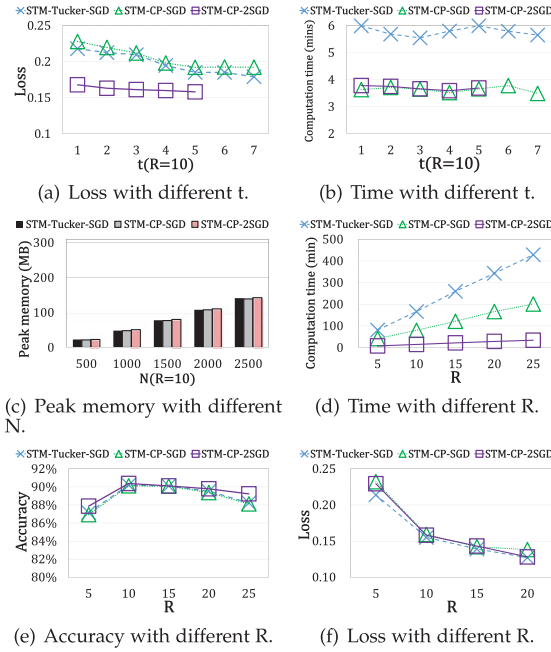 STM-Tucker-SGD STM-CP-SGD STM-CP-2SGD
0.25
0.2
0.15
0.1
Loss
1 2 3 4 5 6 7
t(R=10)
(a) Loss with different t.
STM-Tucker-SGD STM-CP-SGD STM-CP-2SGD
6
5
4
3
2
Computation time (mins)
1 2 3 4 5 6 7
t(R=10)
(b) Time with different t.
STM-Tucker-SGD STM-CP-SGD STM-CP-2SGD
300
200
100
0
Peak memory (MB)
500 1000 1500 2000 2500
N(R=10)
(c) Peak memory with different
N.
STM-Tucker-SGD STM-CP-SGD STM-CP-2SGD
500
400
300
200
100
0
Computation time (min)
5 10 15 20 25
R
(d) Time with different R.
STM-Tucker-SGD STM-CP-SGD STM-CP-2SGD
92%
90%
88%
86%
84%
82%
80%
Accuracy
5 10 15 20 25
R
(e) Accuracy with different R.
STM-Tucker-SGD STM-CP-SGD STM-CP-2SGD
0.25
0.20
0.15
0.10
Loss
5 10 15 20
R
(f) Loss with different R.